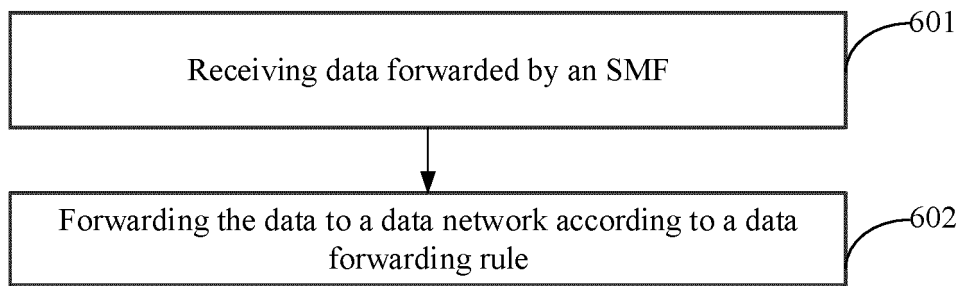 601
Receiving data forwarded by an SMF
Forwarding the data to a data network according to a data
forwarding rule
602